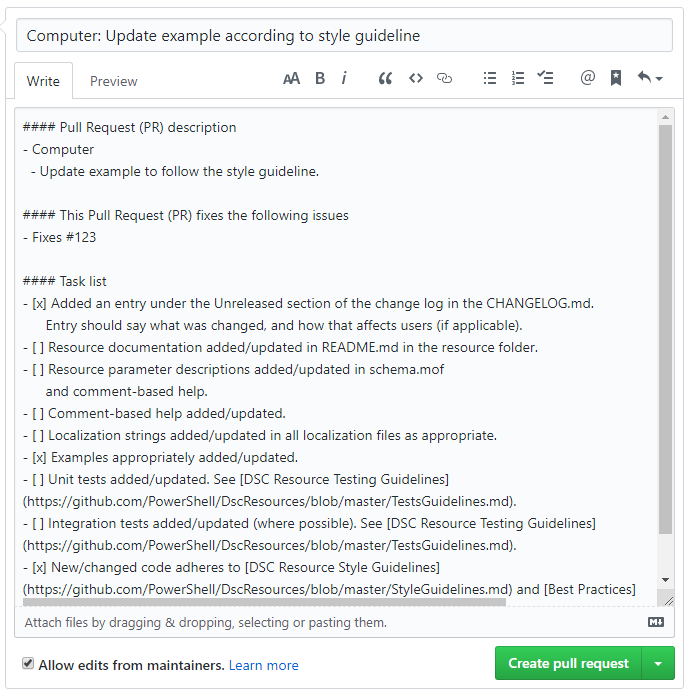 Computer: Update example according to style guideline
Write
Preview
AA B i
#### Pull Request (PR) description
- Computer
- Update example to follow the style guideline.
#### This Pull Request (PR) fixes the following issues
- Fixes #123
#### Task list
- [x] Added an entry under the Unreleased section of the change log in the CHANGELOG.md.
Entry should say what was changed, and how that affects users (if applicable).
- [ ] Resource documentation added/updated in README.md in the resource folder.
- [ ] Resource parameter descriptions added/updated in schema.mof
and comment-based help.
- [ ] Comment-based help added/updated.
- [ ] Localization strings added/updated in all localization files as appropriate.
- [x] Examples appropriately added/updated.
- [ ] Unit tests added/updated. See [DSC Resource Testing Guidelines]
(https://github.com/PowerShell/DscResources/blob/master/TestsGuidelines.md).
- [ ] Integration tests added/updated (where possible). See [DSC Resource Testing Guidelines]
(https://github.com/PowerShell/DscResources/blob/master/TestsGuidelines.md).
- [x] New/changed code adheres to [DSC Resource Style Guidelines]
(https://github.com/PowerShell/DscResources/blob/master/StyleGuidelines.md) and [Best Practices]
Attach files by dragging & dropping, selecting or pasting them.
Allow edits from maintainers. Learn more
Create pull request